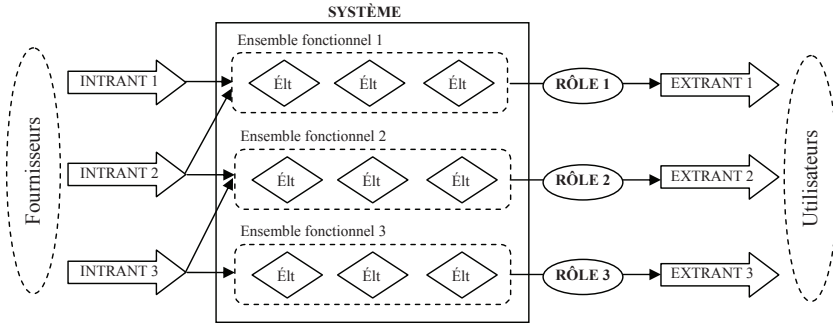 SYSTÈME
Ensemble fonctionnel 1
INTRANT 1
Élt
Élt
Élt
RÔLE 1
EXTRANT 1
Fournisseurs
Ensemble fonctionnel 2
INTRANT 2
Élt
Élt
Élt
RÔLE 2
EXTRANT 2
Utilisateurs
Ensemble fonctionnel 3
INTRANT 3
Élt
Élt
Élt
RÔLE 3
EXTRANT 3